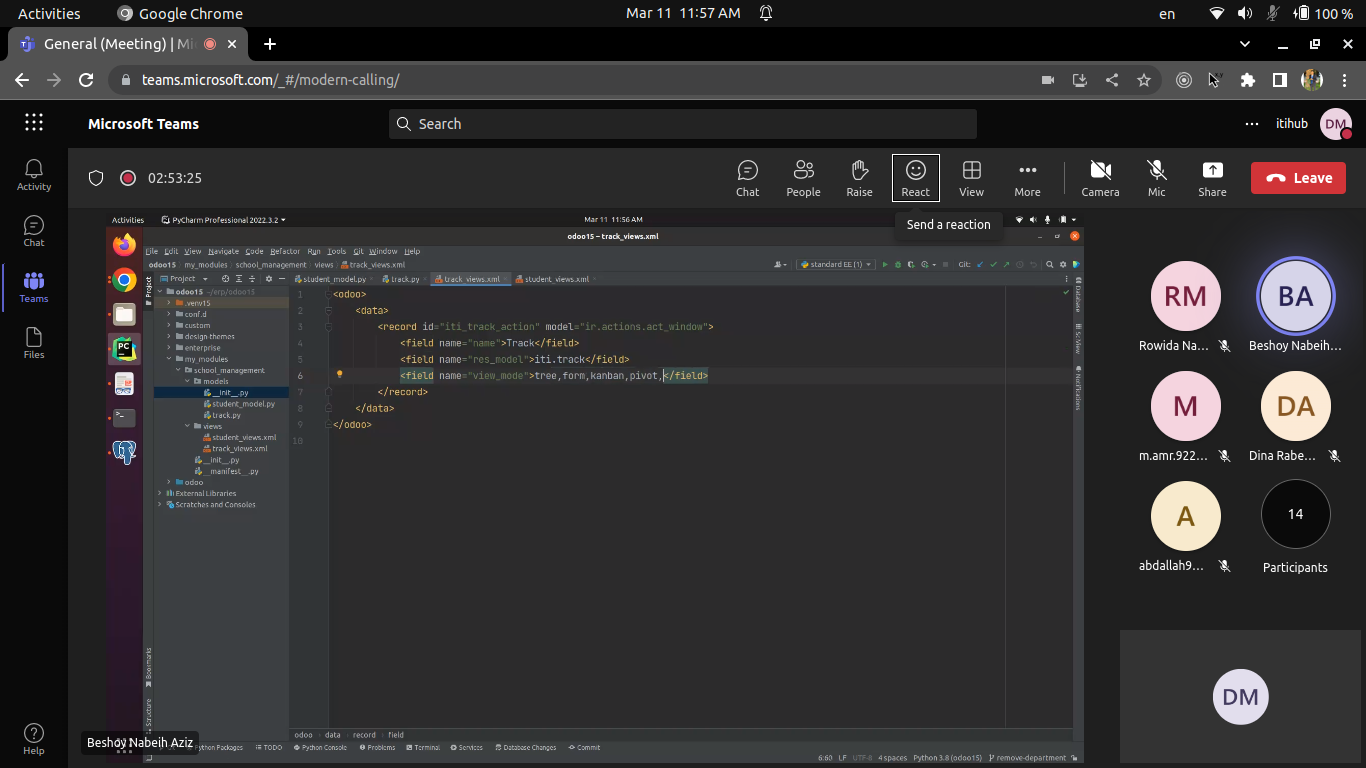 Activities
Google Chrome
Mar 11 11:57 AM
en
100 %
General (Meeting) | Mi
teams.microsoft.com/_#/modern-calling/
Microsoft Teams
Search
itihub
DM
Activity
Chat
Teams
Files
Help
02:53:25
Chat
People
Raise
React
View
More
Camera
Mic
Share
Leave
Send a reaction
Activities
PyCharm Professional 2022.3.2
Mar 11 11:56 AM
odoo15 – track_views.xml
File Edit View Navigate Code Refactor Run Tools Git Window Help
odoo15 my_modules school_management views track_views.xml
standard EE (1)
Git:
Project
student_model.py
track.py
track_views.xml
student_views.xml
Project
odoo15 ~/erp/odoo15
.venv15
conf.d
custom
design-themes
enterprise
my_modules
school_management
models
__init__.py
student_model.py
track.py
views
student_views.xml
track_views.xml
__init__.py
__manifest__.py
odoo
External Libraries
Scratches and Consoles
1 <odoo>
2 <data>
3 <record id="iti_track_action" model="ir.actions.act_window">
4 <field name="name">Track</field>
5 <field name="res_model">iti.track</field>
6 <field name="view_mode">tree,form,kanban,pivot,</field>
7 </record>
8 </data>
9 </odoo>
10
Database
SciView
Notifications
Bookmarks
Structure
odoo data record field
Python Packages
TODO
Python Console
Problems
Terminal
Services
Database Changes
Commit
6:60 LF UTF-8 4 spaces Python 3.8 (odoo15) remove-department
Beshoy Nabeih Aziz
RM
Rowida Na...
BA
Beshoy Nabeih...
M
m.amr.922...
DA
Dina Rabe...
A
abdallah9...
14
Participants
DM